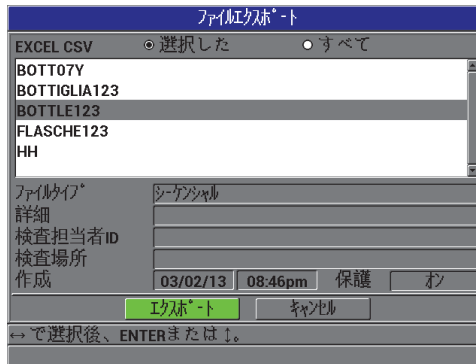 ﾌｧｲﾙｴｸｽﾎﾟｰﾄ
EXCEL CSV 選択した すべて
BOTT07Y
BOTTIGLIA123
BOTTLE123
FLASCHE123
HH
ﾌｧｲﾙﾀｲﾌﾟ ｼｰｹﾝｼｬﾙ
詳細
検査担当者ID
検査場所
作成 03/02/13 08:46pm 保護 ｵﾝ
ｴｸｽﾎﾟｰﾄ ｷｬﾝｾﾙ
↔で選択後、ENTERまたは↕。